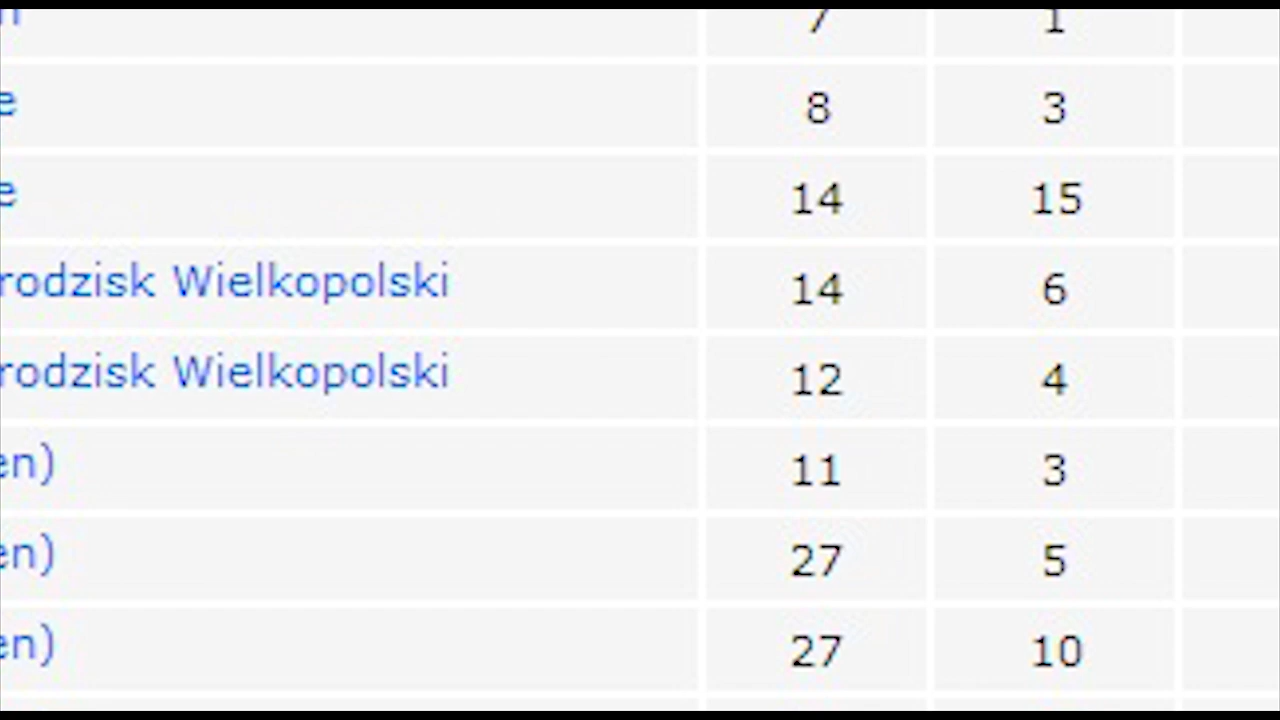 7 1
e 8 3
e 14 15
rodzisk Wielkopolski 14 6
rodzisk Wielkopolski 12 4
en) 11 3
en) 27 5
en) 27 10